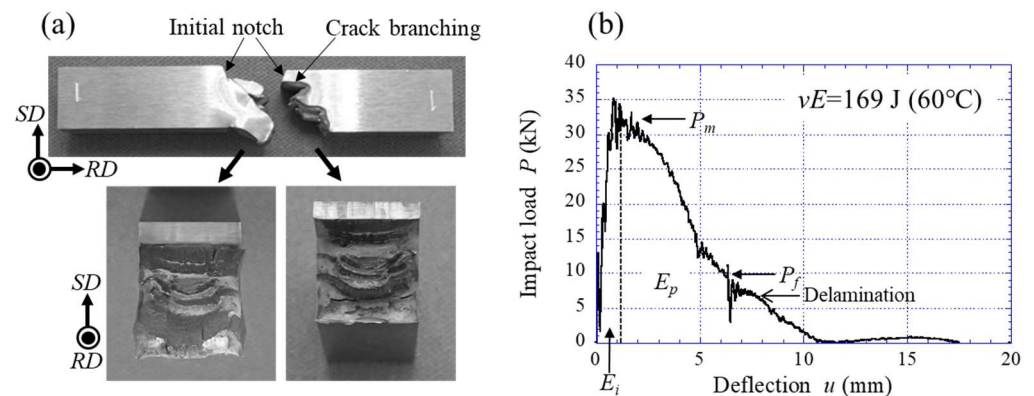 (a)
Initial notch
Crack branching
SD
RD
SD
RD
(b)
Impact load P (kN)
40
35
30
25
20
15
10
5
0
vE=169 J (60°C)
Pm
Ep
Pf
Delamination
0
5
10
15
20
Ei
Deflection u (mm)